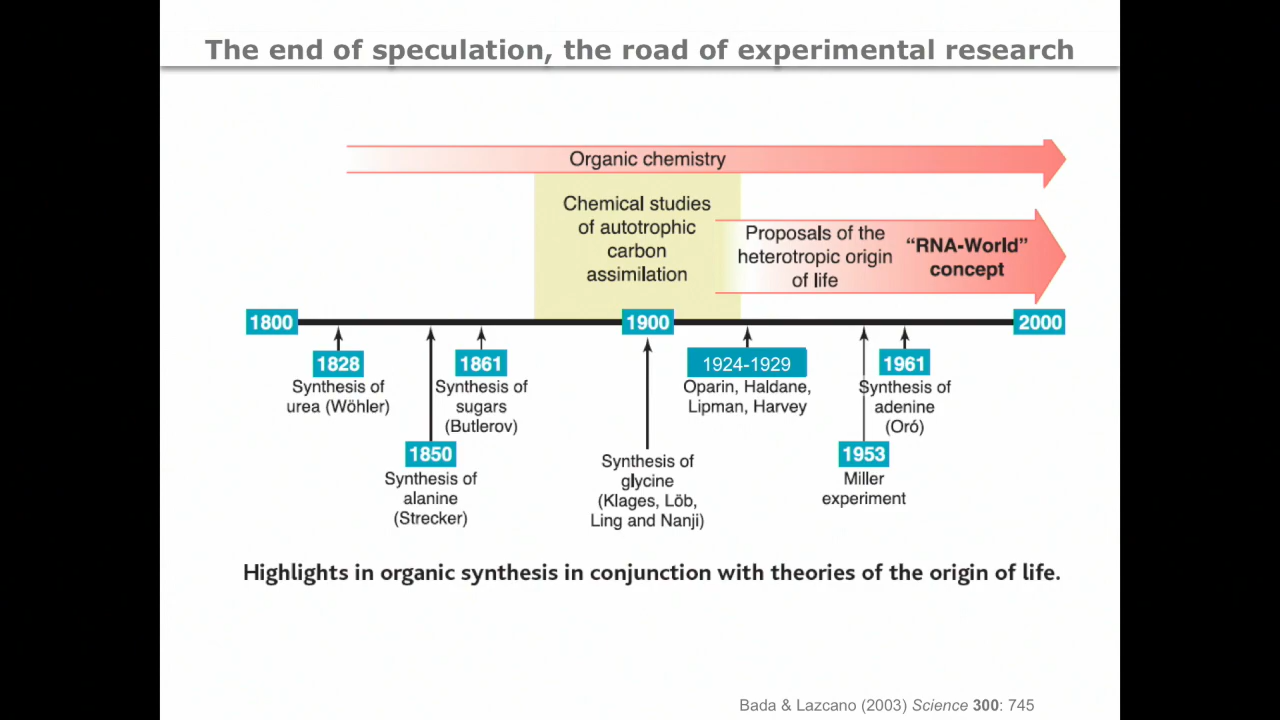 The end of speculation, the road of experimental research
Organic chemistry
Chemical studies
of autotrophic
carbon
assimilation
Proposals of the
heterotropic origin
of life
“RNA-World”
concept
1800
1900
2000
1828
Synthesis of
urea (Wöhler)
1850
Synthesis of
alanine
(Strecker)
1861
Synthesis of
sugars
(Butlerov)
Synthesis of
glycine
(Klages, Löb,
Ling and Nanji)
1924-1929
Oparin, Haldane,
Lipman, Harvey
1953
Miller
experiment
1961
Synthesis of
adenine
(Oró)
Highlights in organic synthesis in conjunction with theories of the origin of life.
Bada & Lazcano (2003) Science 300: 745